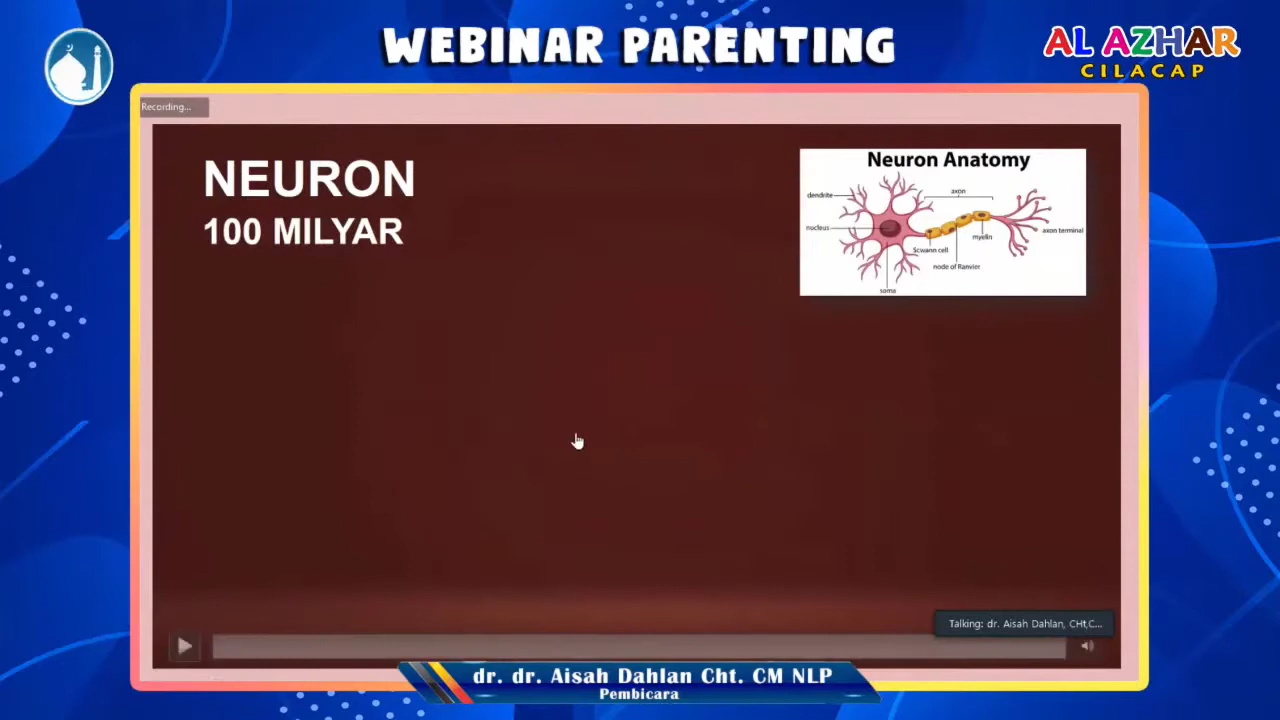 WEBINAR PARENTING
AL AZHAR
CILACAP
Recording...
NEURON
100 MILYAR
Neuron Anatomy
dendrite
axon
nucleus
axon terminal
myelin
Scwann cell
node of Ranvier
soma
Talking: dr. Aisah Dahlan, CHt,C...
dr. dr. Aisah Dahlan Cht. CM NLP
Pembicara